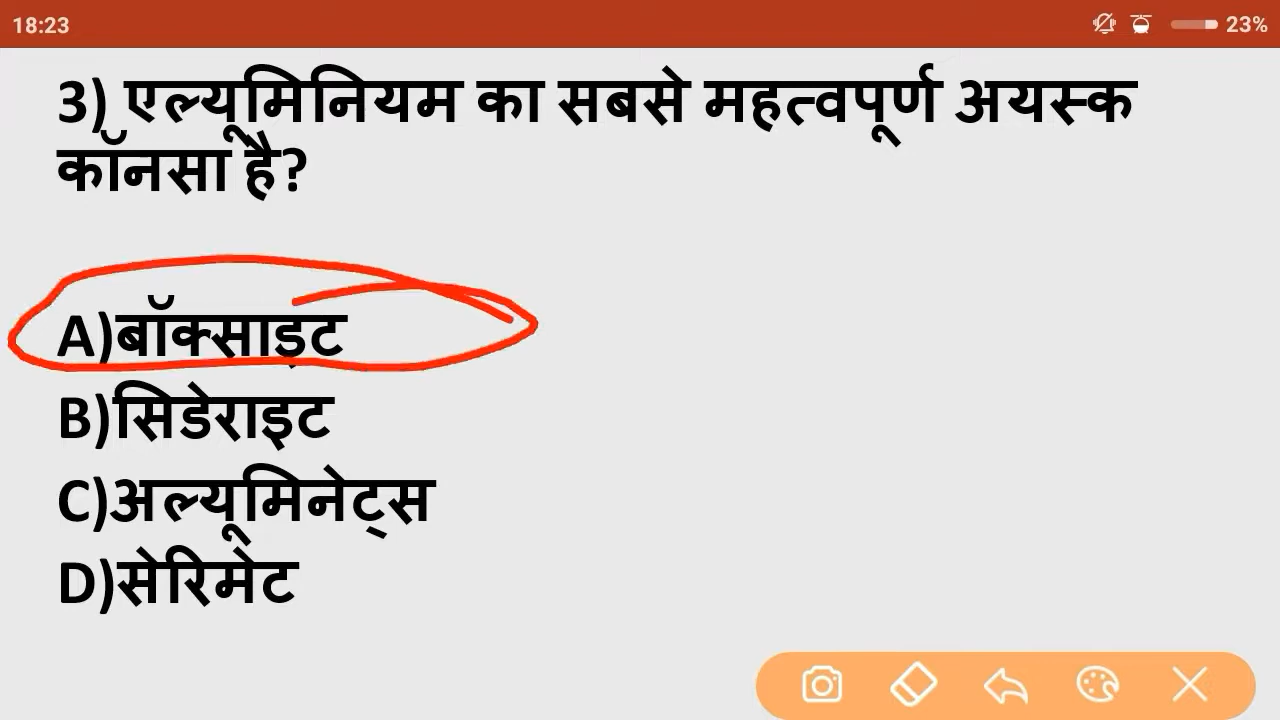 18:23
23%
3) एल्यूमिनियम का सबसे महत्वपूर्ण अयस्क
कॉनसा है?
A)बॉक्साइट
B)सिडेराइट
C)अल्यूमिनेट्स
D)सेरिमेट